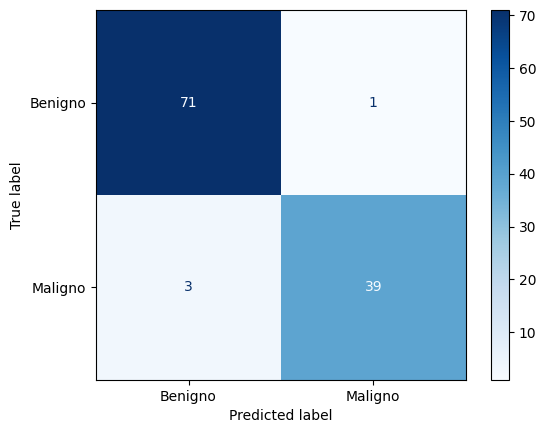 70
60
50
40
30
20
10
True label
Benigno
71
1
Maligno
3
39
Benigno
Maligno
Predicted label